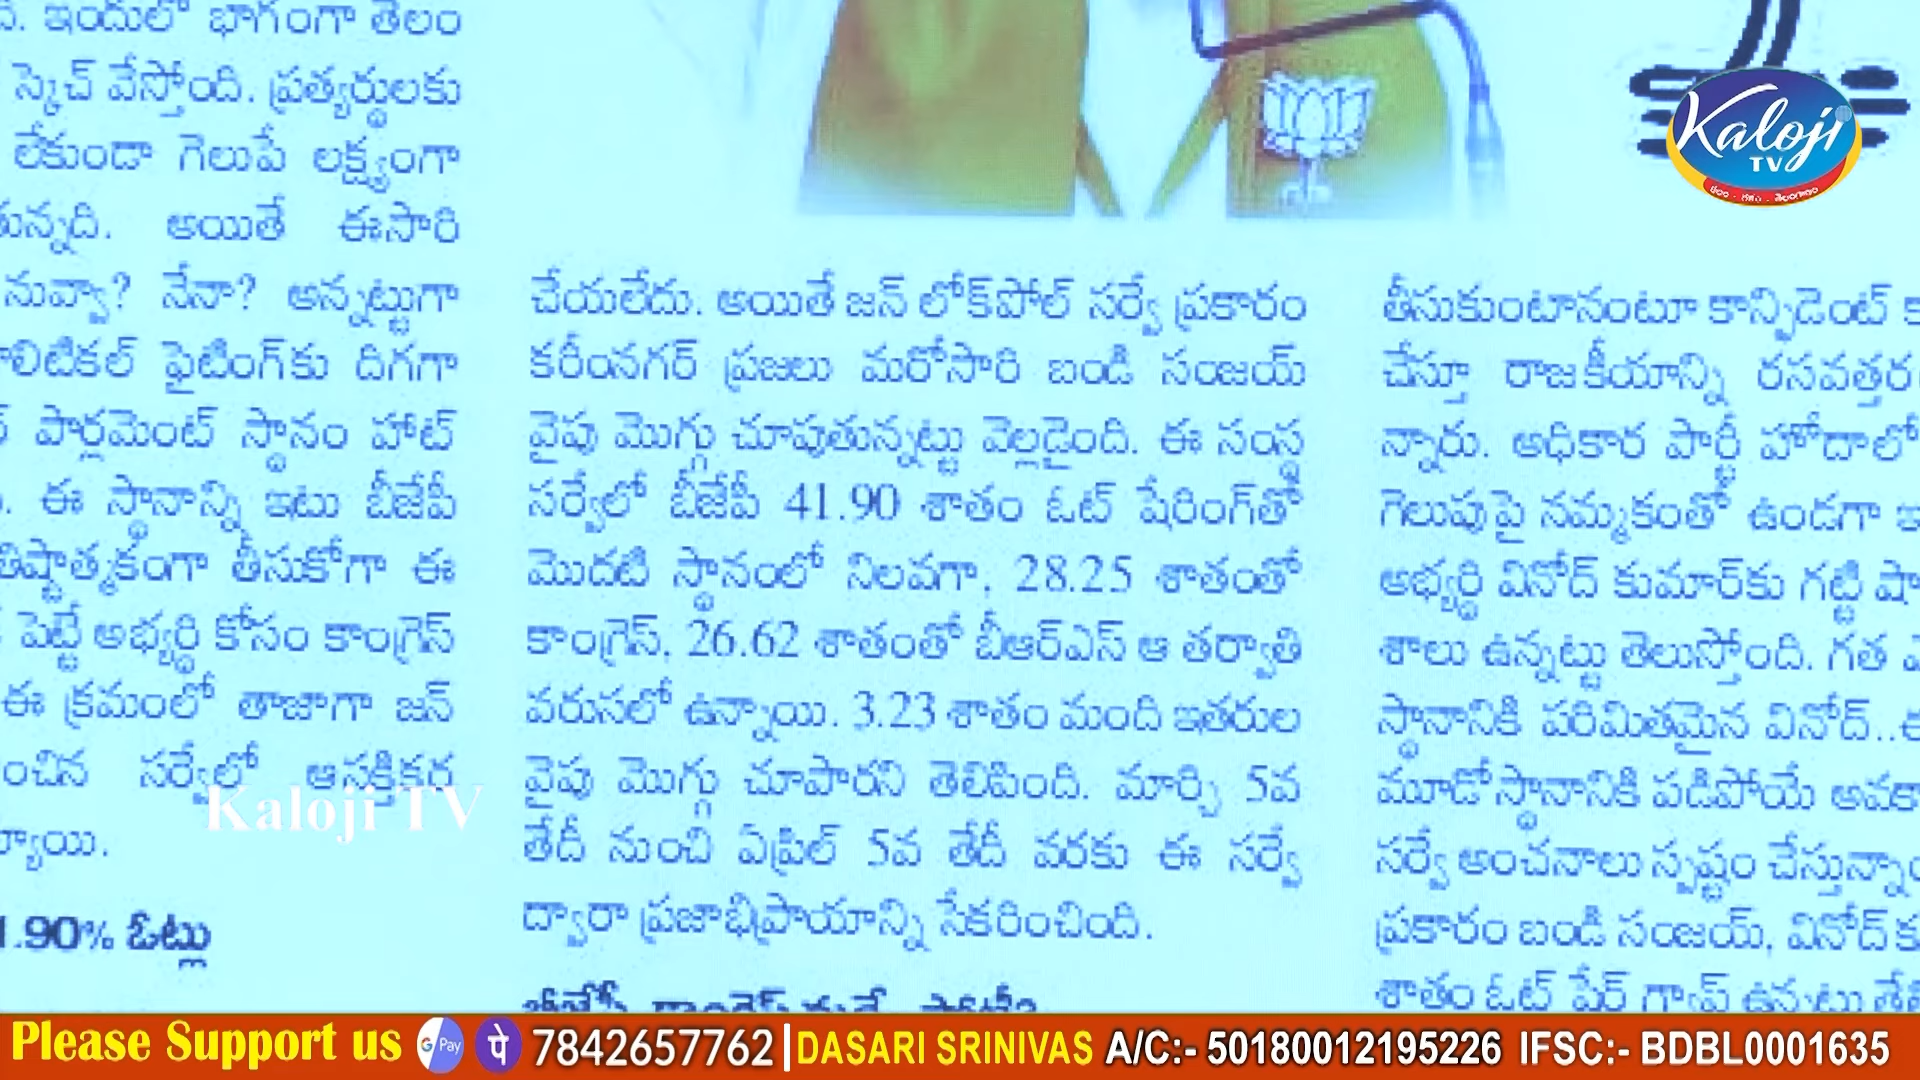 ఇందులో భాగంగా తెలం
స్కెచ్ వేస్తోంది. ప్రత్యర్థులకు
లేకుండా గెలుపే లక్ష్యంగా
తున్నది. అయితే ఈసారి
నువ్వా? నేనా? అన్నట్టుగా
ఫైటింగ్‌కు దిగగా
పార్లమెంట్ స్థానం హాట్
ఈ స్థానాన్ని ఇటు బీజేపీ
తీసుకోగా ఈ
పెట్టే అభ్యర్థి కోసం కాంగ్రెస్
ఈ క్రమంలో తాజాగా జన్
సర్వేలో ఆసక్తికర
1.90% ఓట్లు
చేయలేదు. అయితే జన్ లోక్‌పోల్ సర్వే ప్రకారం
కరీంనగర్ ప్రజలు మరోసారి బండి సంజయ్
వైపు మొగ్గు చూపుతున్నట్టు వెల్లడైంది. ఈ సంస్థ
సర్వేలో బీజేపీ 41.90 శాతం ఓట్ షేరింగ్‌తో
మొదటి స్థానంలో నిలవగా, 28.25 శాతంతో
కాంగ్రెస్, 26.62 శాతంతో బీఆర్ఎస్ ఆ తర్వాతి
వరుసలో ఉన్నాయి. 3.23 శాతం మంది ఇతరుల
వైపు మొగ్గు చూపారని తెలిపింది. మార్చి 5వ
తేదీ నుంచి ఏప్రిల్ 5వ తేదీ వరకు ఈ సర్వే
ద్వారా ప్రజాభిప్రాయాన్ని సేకరించింది.
తీసుకుంటానంటూ కాన్ఫిడెంట్
చేస్తూ రాజకీయాన్ని రసవత్తర
న్నారు. అధికార పార్టీ హోదాలో
గెలుపుపై నమ్మకంతో ఉండగా
అభ్యర్థి వినోద్ కుమార్‌కు గట్టి
శాలు ఉన్నట్టు తెలుస్తోంది. గత
స్థానానికి పరిమితమైన వినోద్..
మూడో స్థానానికి పడిపోయే
సర్వే అంచనాలు స్పష్టం చేస్తున్నా
ప్రకారం బండి సంజయ్, వినోద్
శాతం ఓట్
Kaloji TV
Kaloji TV
Please Support us G Pay पे 7842657762 | DASARI SRINIVAS A/C:- 50180012195226 IFSC:- BDBL0001635